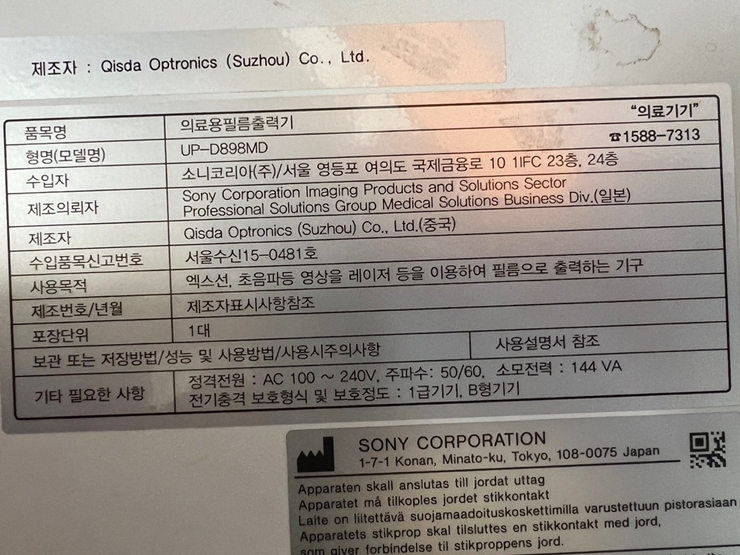 제조자 : Qisda Optronics (Suzhou) Co., Ltd.
품목명 의료용필름출력기 "의료기기"
형명(모델명) UP-D898MD ☎1588-7313
수입자 소니코리아(주)/서울 영등포 여의도 국제금융로 10 1IFC 23층, 24층
제조의뢰자 Sony Corporation Imaging Products and Solutions Sector
Professional Solutions Group Medical Solutions Business Div.(일본)
제조자 Qisda Optronics (Suzhou) Co., Ltd.(중국)
수입품목신고번호 서울수신15-0481호
사용목적 엑스선, 초음파등 영상을 레이저 등을 이용하여 필름으로 출력하는 기구
제조번호/년월 제조자표시사항참조
포장단위 1대
보관 또는 저장방법/성능 및 사용방법/사용시주의사항 사용설명서 참조
기타 필요한 사항 정격전원 : AC 100 ~ 240V, 주파수: 50/60, 소모전력 : 144 VA
전기충격 보호형식 및 보호정도 : 1급기기, B형기기
SONY CORPORATION
1-7-1 Konan, Minato-ku, Tokyo, 108-0075 Japan
Apparaten skall anslutas till jordat uttag
Apparatet må tilkoples jordet stikkontakt
Laite on liitettävä suojamaadoituskoskettimilla varustettuun pistorasiaan
Apparatets stikprop skal tilsluttes en stikkontakt med jord,
som giver forbindelse til stikproppens jord.